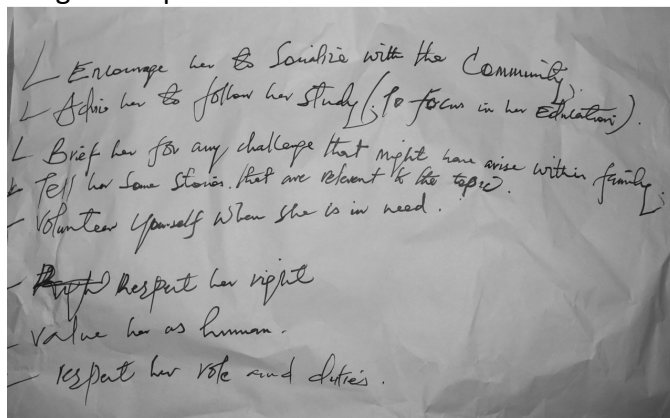 - Encourage her to Socialize with the Community.
- Advice her to follow her study (To focus in her Education).
- Brief her for any challenge that might have arise within family.
- Tell her Some Stories that are relevant to the topic.
- Volunteer yourself when she is in need.
- Respect her right
- Value her as human.
- respect her role and duties.